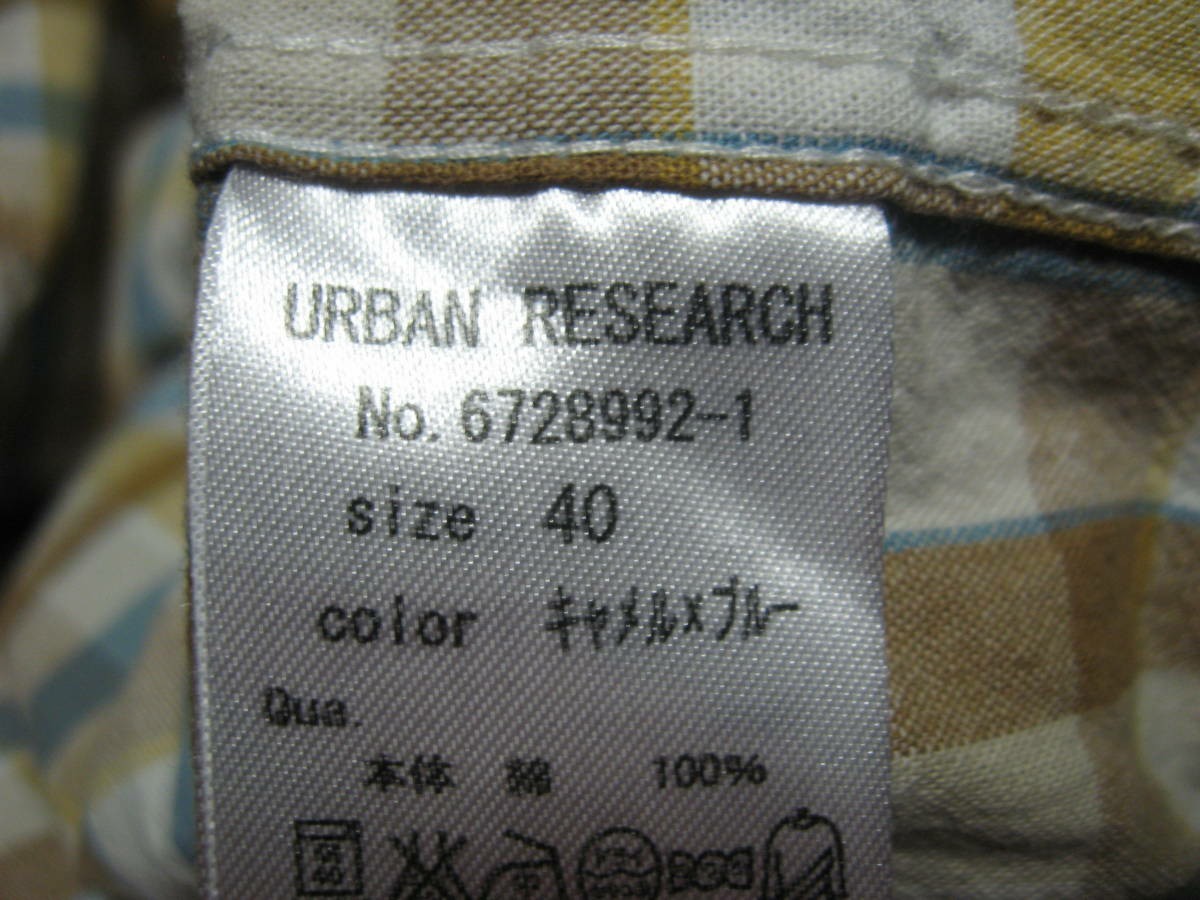 URBAN RESEARCH
No. 6728992-1
size 40
color キャメル×ブルー
Qua.
本体 綿 100%